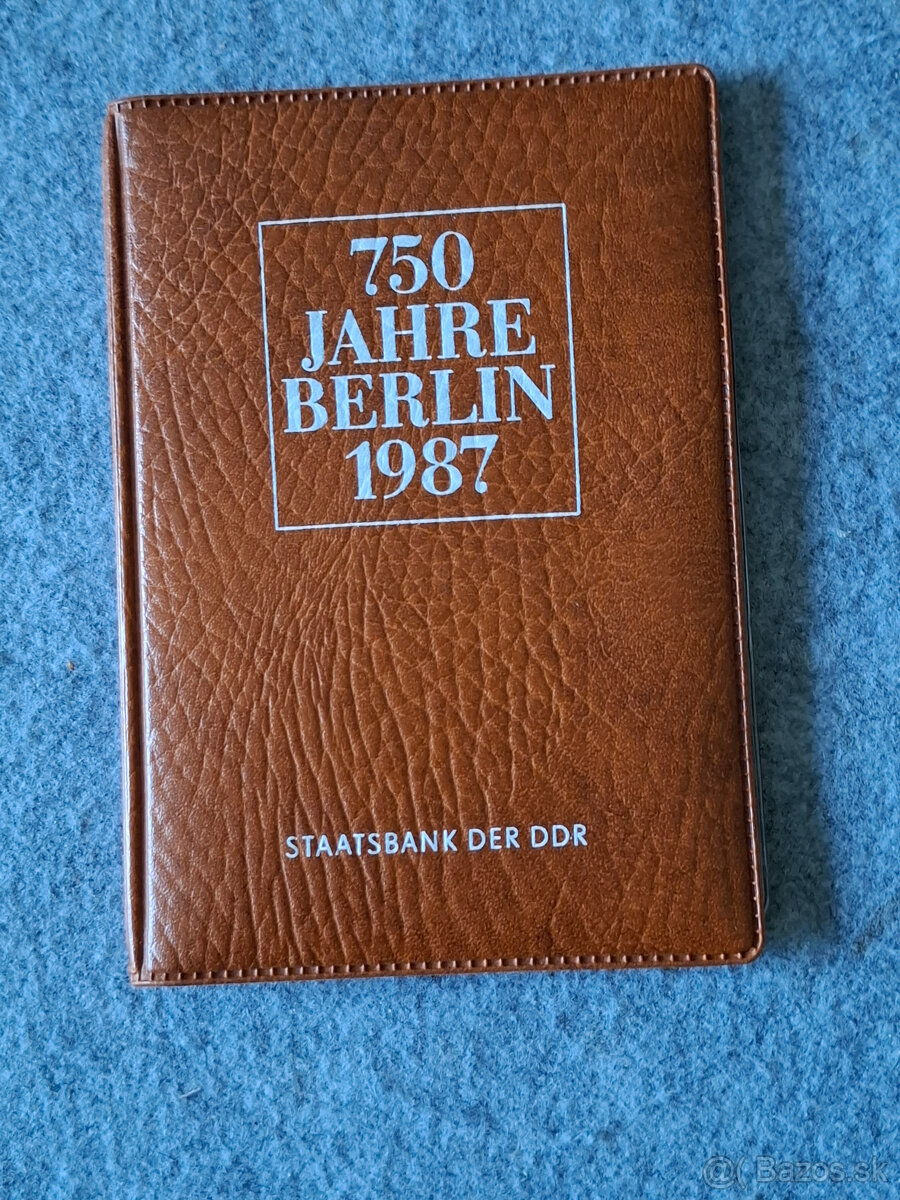 750
JAHRE
BERLIN
1987
STAATSBANK DER DDR
@( Bazos.sk